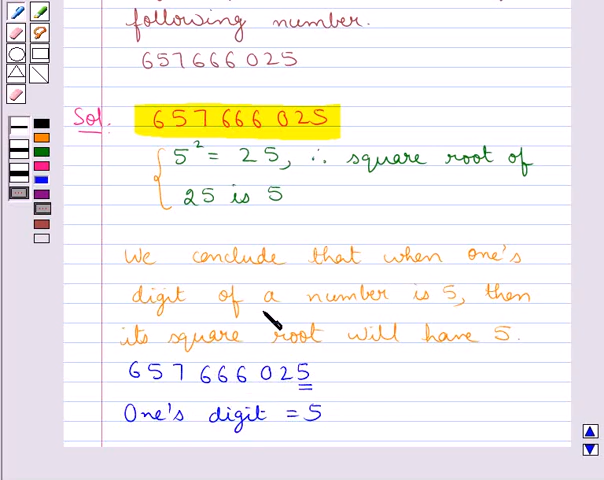 following number.
657666025
Sol. 657666025
5² = 25, ∴ square root of
25 is 5
We conclude that when one's
digit of a number is 5, then
its square root will have 5.
657666025
One's digit = 5